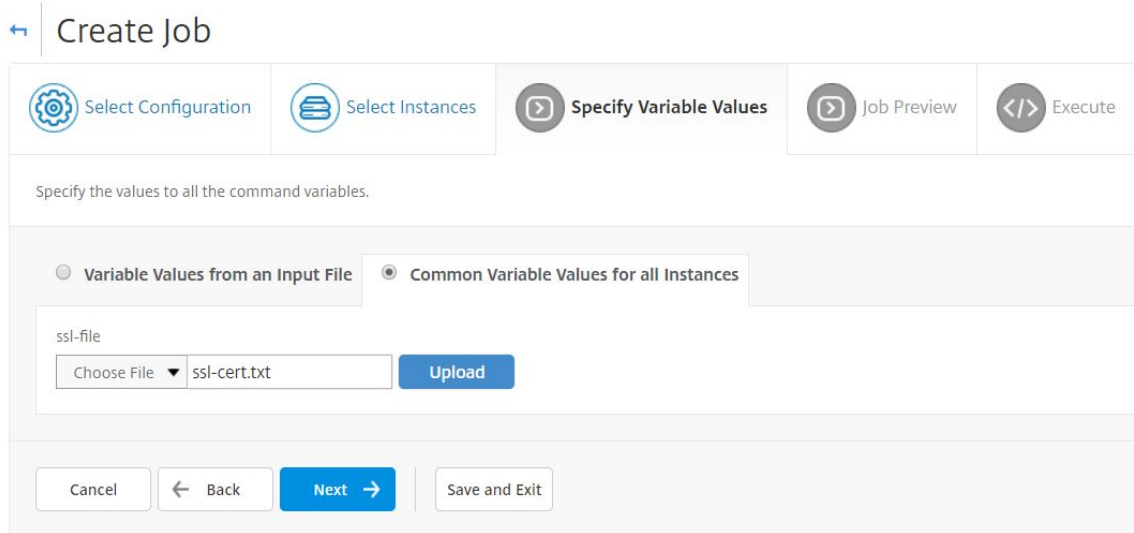 Create Job
Select Configuration
Select Instances
Specify Variable Values
Job Preview
</> Execute
Specify the values to all the command variables.
Variable Values from an Input File
Common Variable Values for all Instances
ssl-file
Choose File ssl-cert.txt Upload
Cancel
Back
Next
Save and Exit